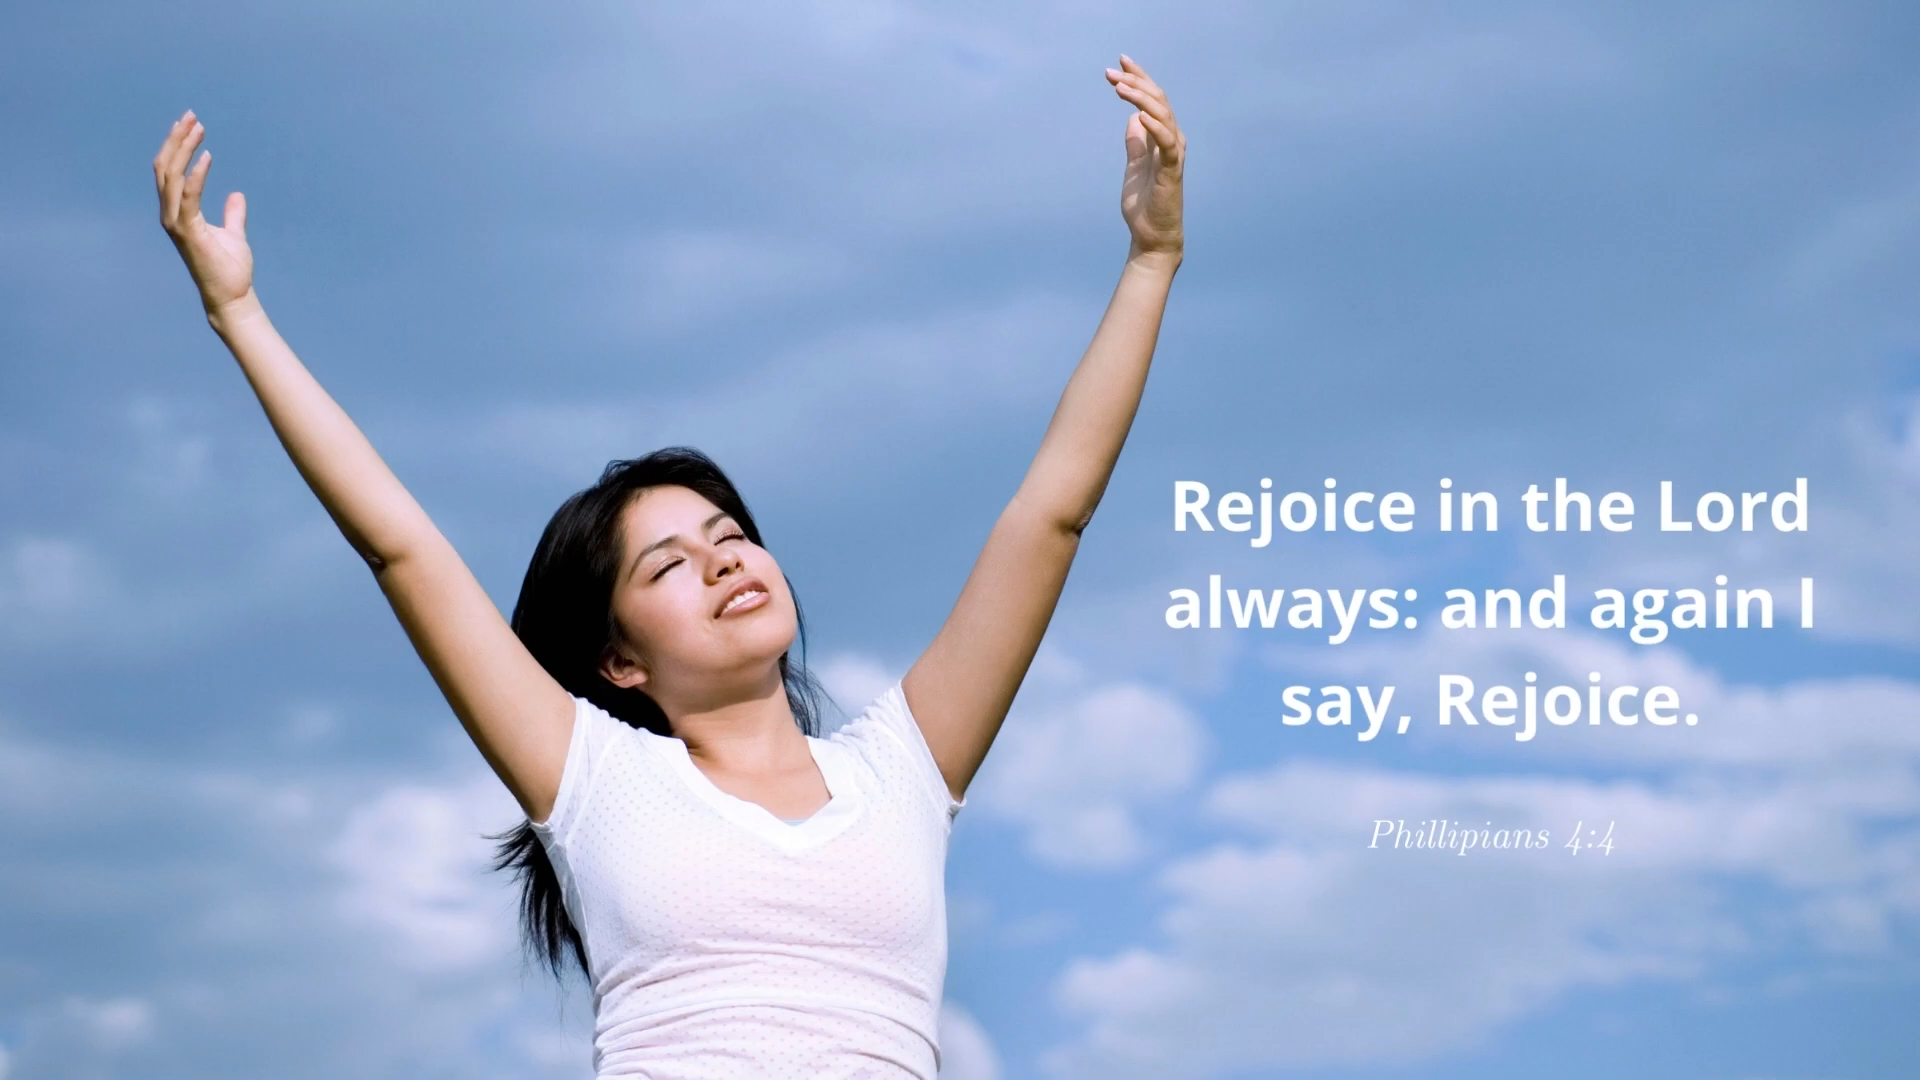 Rejoice in the Lord
always: and again I
say, Rejoice.
Phillipians 4:4